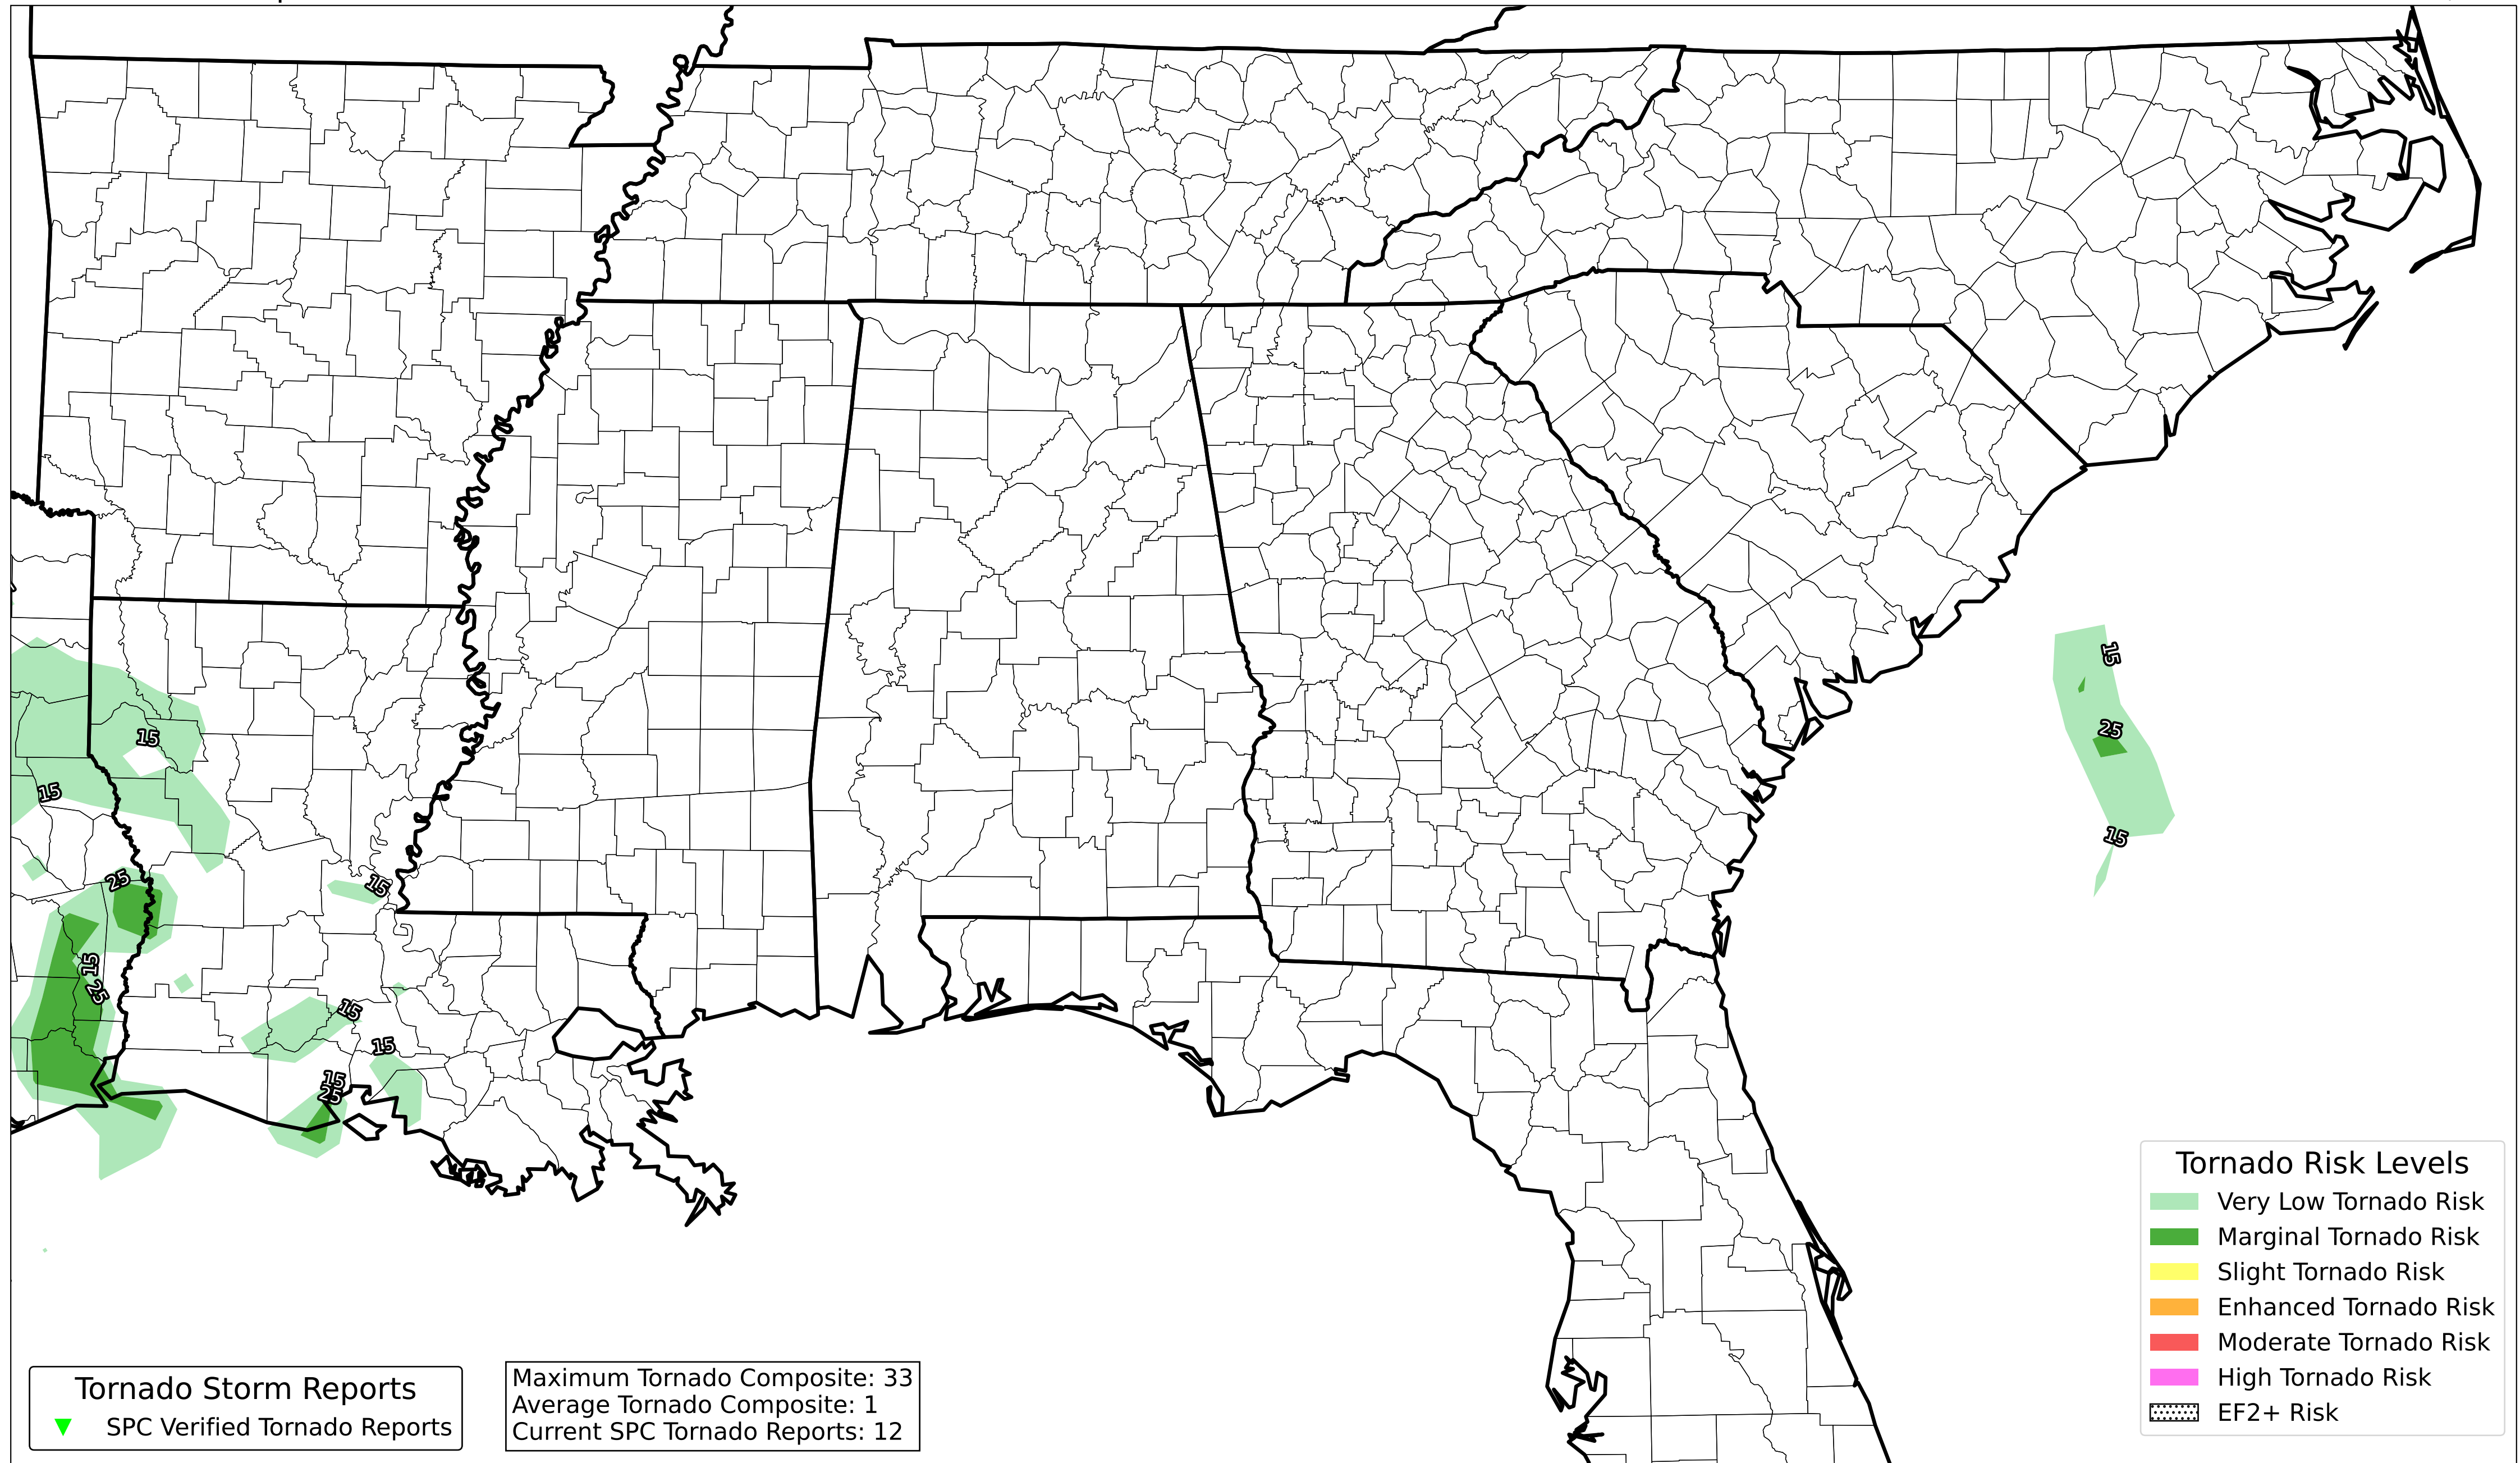 15
25
15
15
15
25
15
15
25
15
15
15
25
15
Tornado Risk Levels
Very Low Tornado Risk
Marginal Tornado Risk
Slight Tornado Risk
Enhanced Tornado Risk
Moderate Tornado Risk
High Tornado Risk
EF2+ Risk
Tornado Storm Reports
SPC Verified Tornado Reports
Maximum Tornado Composite: 33
Average Tornado Composite: 1
Current SPC Tornado Reports: 12